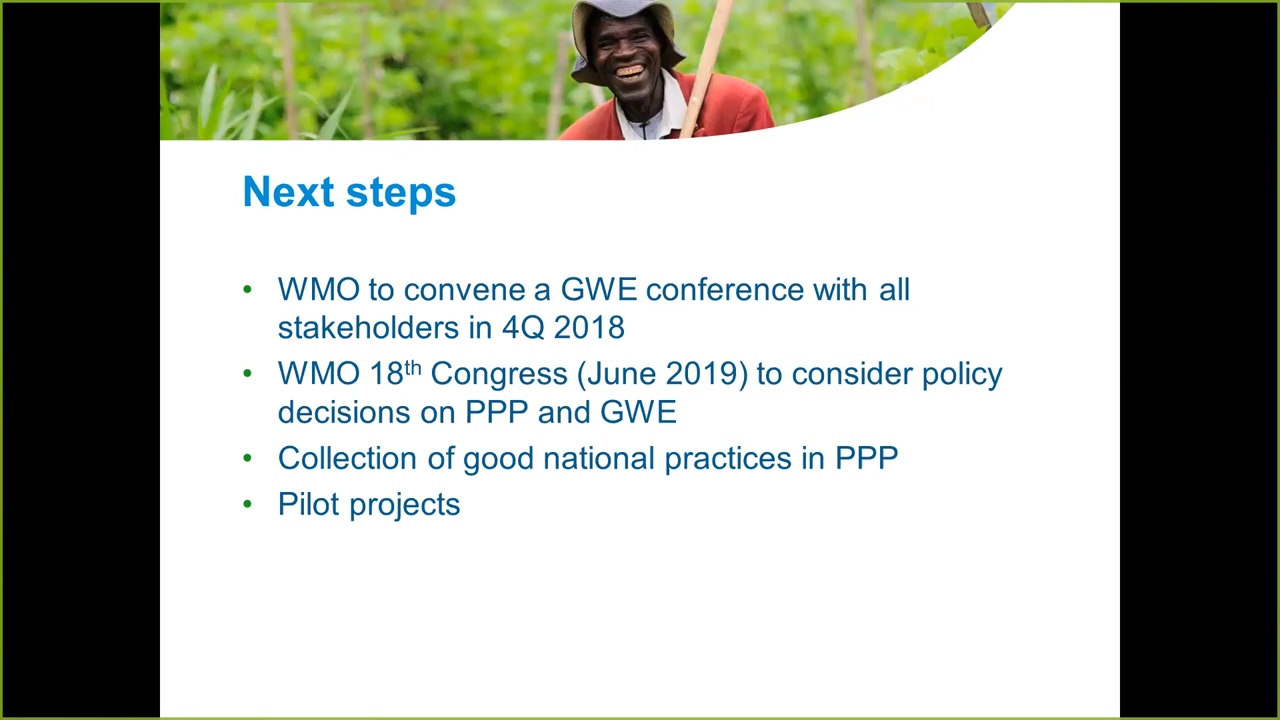 Next steps
• WMO to convene a GWE conference with all
stakeholders in 4Q 2018
• WMO 18th Congress (June 2019) to consider policy
decisions on PPP and GWE
• Collection of good national practices in PPP
• Pilot projects